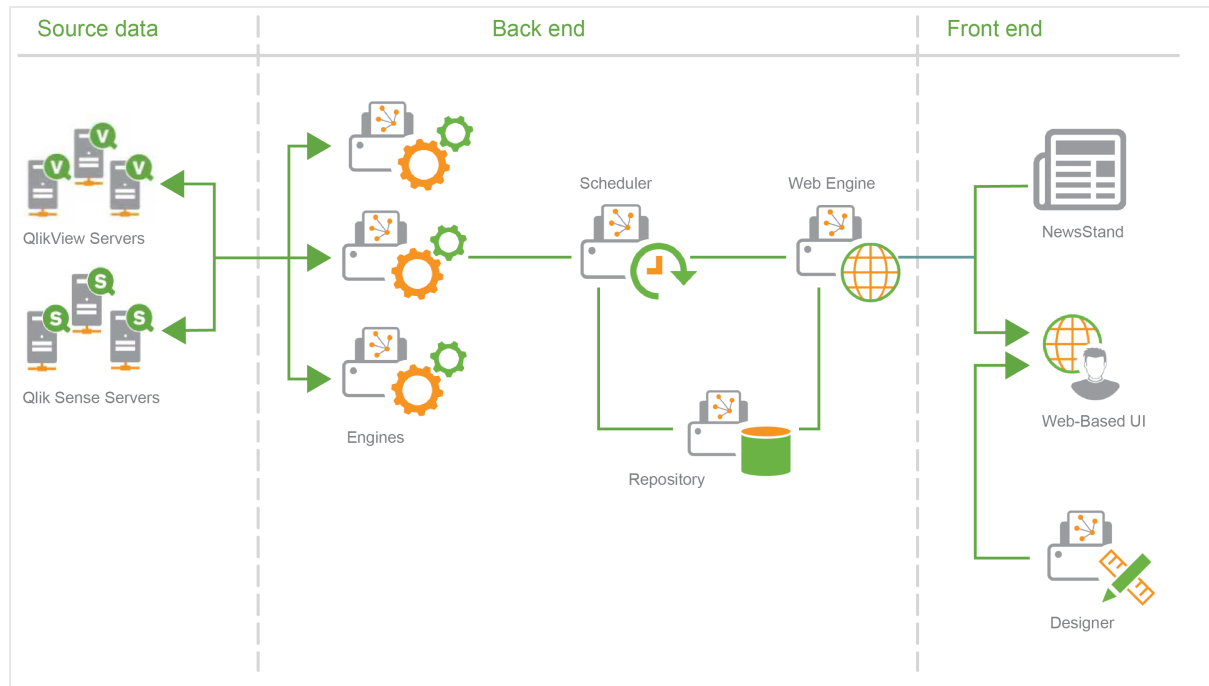 Source data
Back end
Front end
V
V
V
QlikView Servers
S
S
S
Qlik Sense Servers
Engines
Scheduler
Web Engine
Repository
NewsStand
Web-Based UI
Designer